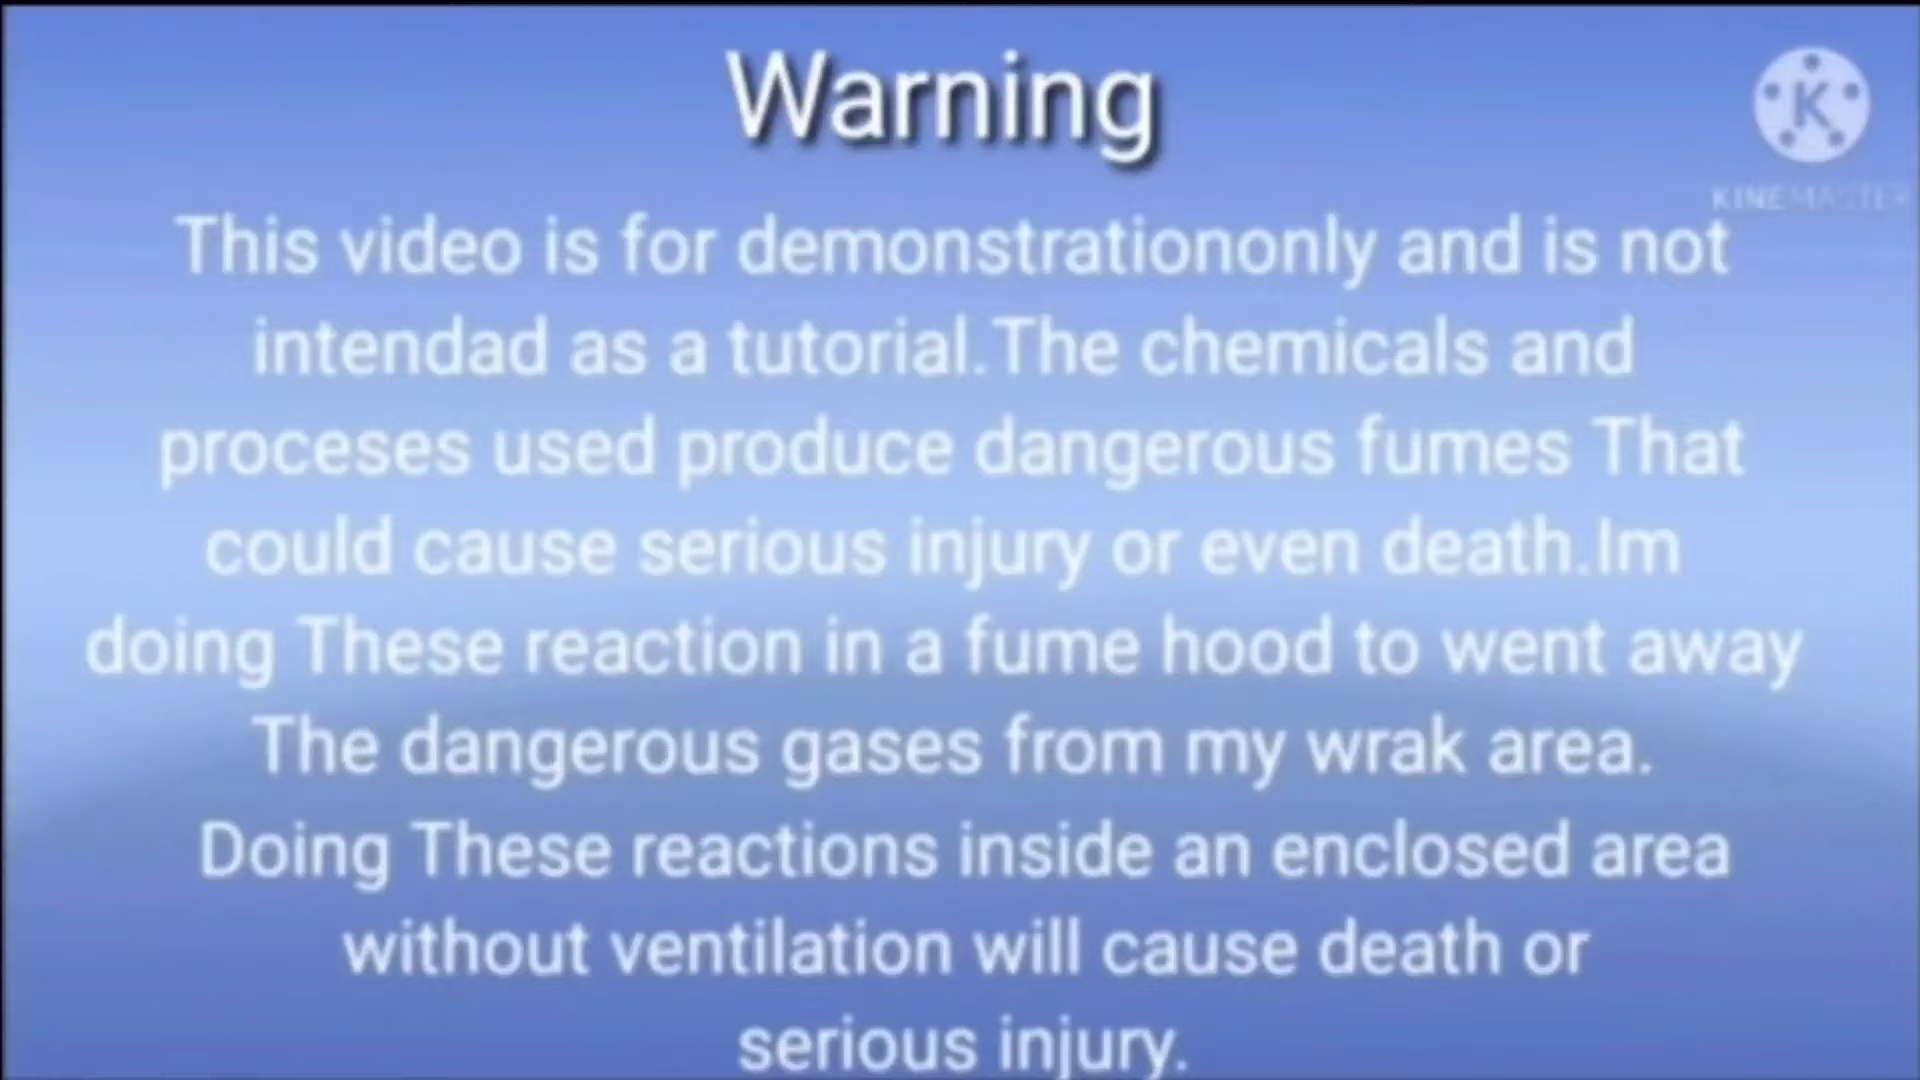 Warning
K
KINEMASTER
This video is for demonstrationonly and is not
intendad as a tutorial.The chemicals and
proceses used produce dangerous fumes That
could cause serious injury or even death.Im
doing These reaction in a fume hood to went away
The dangerous gases from my wrak area.
Doing These reactions inside an enclosed area
without ventilation will cause death or
serious injury.